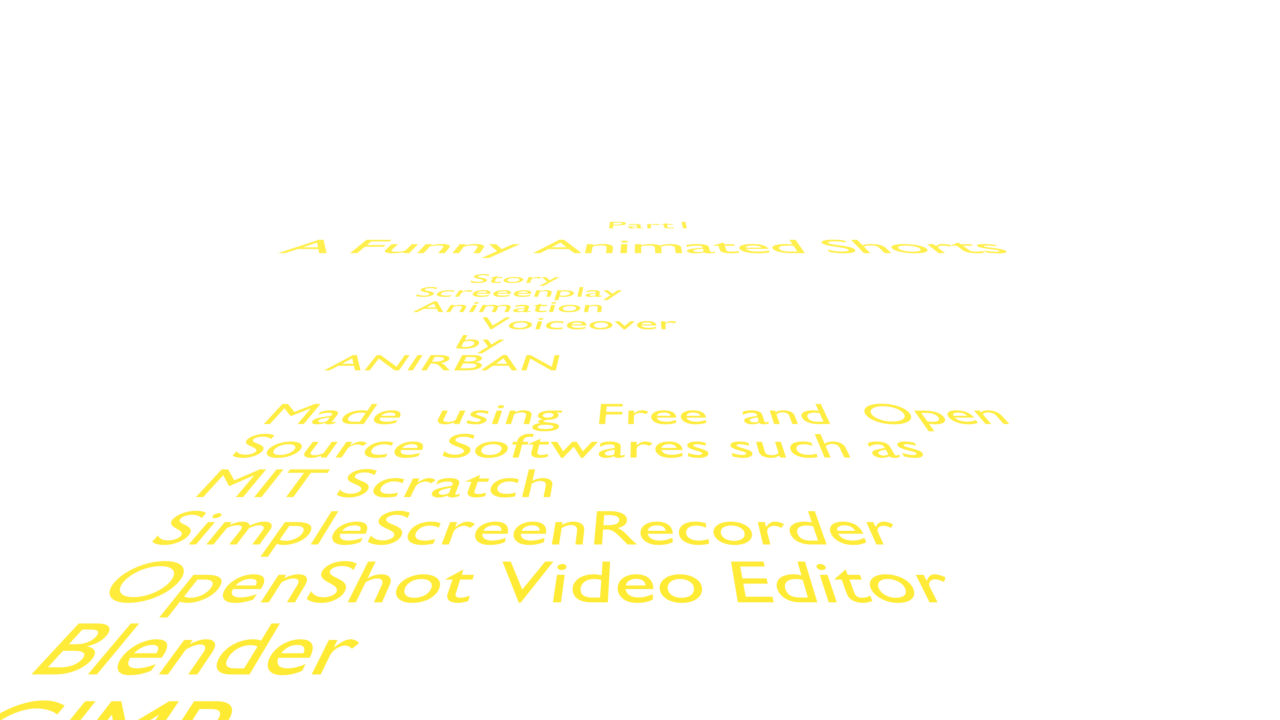 Part I
A Funny Animated Shorts
Story
Screeenplay
Animation
Voiceover
by
ANIRBAN
Made using Free and Open
Source Softwares such as
MIT Scratch
SimpleScreenRecorder
OpenShot Video Editor
Blender
GIMP